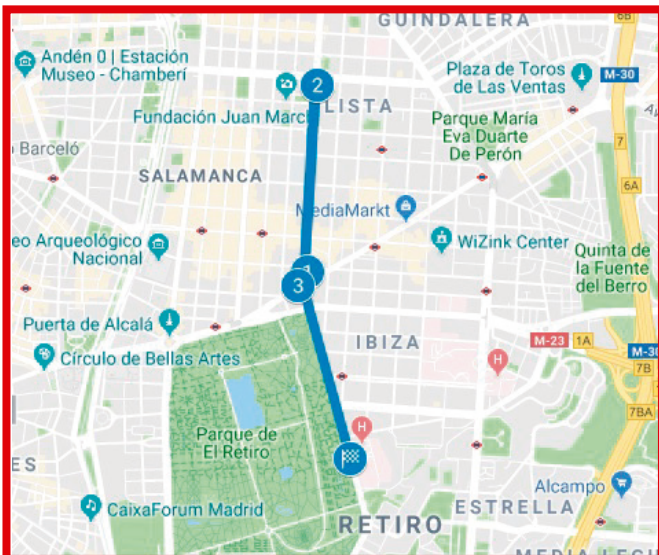 GUINDALERA
6B
Andén 0 | Estación
Museo - Chamberí
Plaza de Toros
de Las Ventas
M-30
2
Fundación Juan March
LISTA
Parque María
Eva Duarte
De Perón
7
Barceló
SALAMANCA
6A
MediaMarkt
eo Arqueológico
Nacional
WiZink Center
Quinta de
la Fuente
del Berro
3
Puerta de Alcalá
IBIZA
M-23
1A
M-30
Círculo de Bellas Artes
H
7B
7BA
H
Parque de
El Retiro
ES
Alcampo
CaixaForum Madrid
ESTRELLA
RETIRO